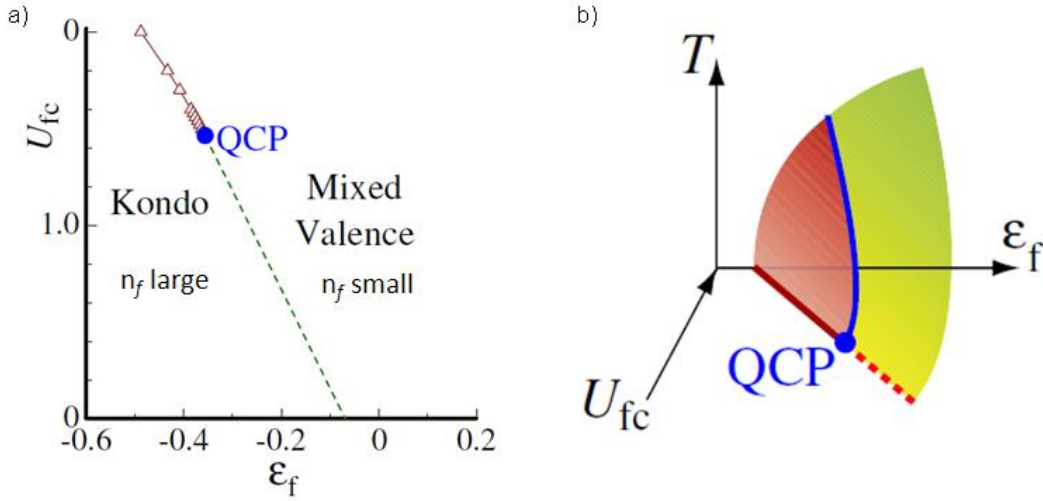 a)
0
U_fc
1.0
0
QCP
Kondo
Mixed
Valence
n_f large
n_f small
-0.6
-0.4
-0.2
0
0.2
ε_f
b)
T
ε_f
QCP
U_fc